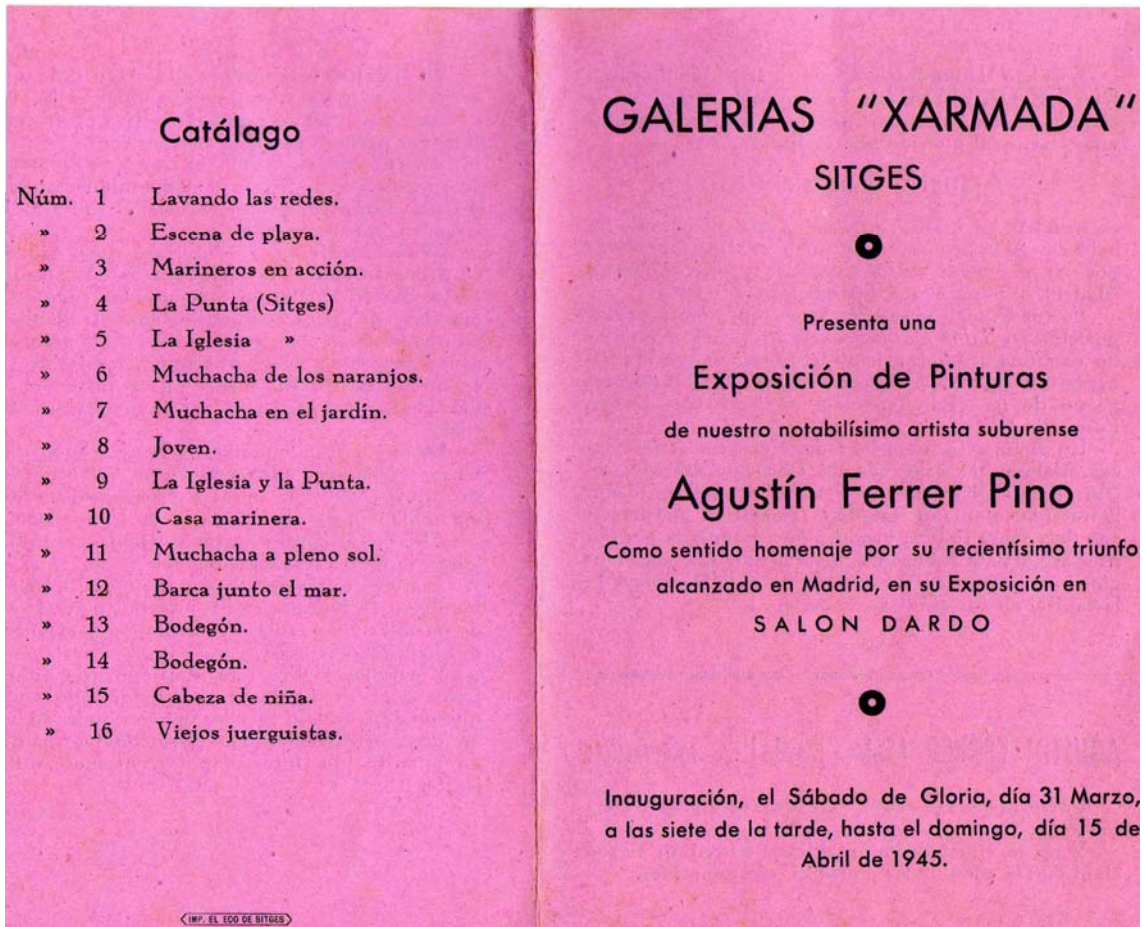 Catálago
Núm. 1 Lavando las redes.
» 2 Escena de playa.
» 3 Marineros en acción.
» 4 La Punta (Sitges)
» 5 La Iglesia »
» 6 Muchacha de los naranjos.
» 7 Muchacha en el jardín.
» 8 Joven.
» 9 La Iglesia y la Punta.
» 10 Casa marinera.
» 11 Muchacha a pleno sol.
» 12 Barca junto el mar.
» 13 Bodegón.
» 14 Bodegón.
» 15 Cabeza de niña.
» 16 Viejos juerguistas.
IMP. EL ECO DE SITGES
GALERIAS “XARMADA“
SITGES
Presenta una
Exposición de Pinturas
de nuestro notabilísimo artista suburense
Agustín Ferrer Pino
Como sentido homenaje por su recientísimo triunfo
alcanzado en Madrid, en su Exposición en
SALON DARDO
Inauguración, el Sábado de Gloria, día 31 Marzo,
a las siete de la tarde, hasta el domingo, día 15 de
Abril de 1945.